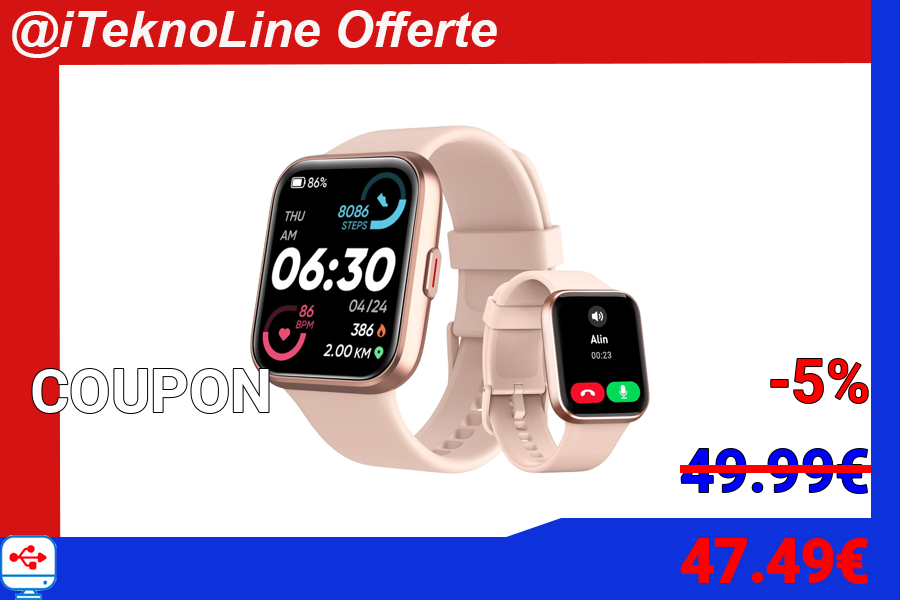 @iTeknoLine Offerte
86%
THU
8086
STEPS
AM
06:30
04/24
86
BPM
386
2.00 KM
Alin
00:23
COUPON
-5%
49.99€
47.49€